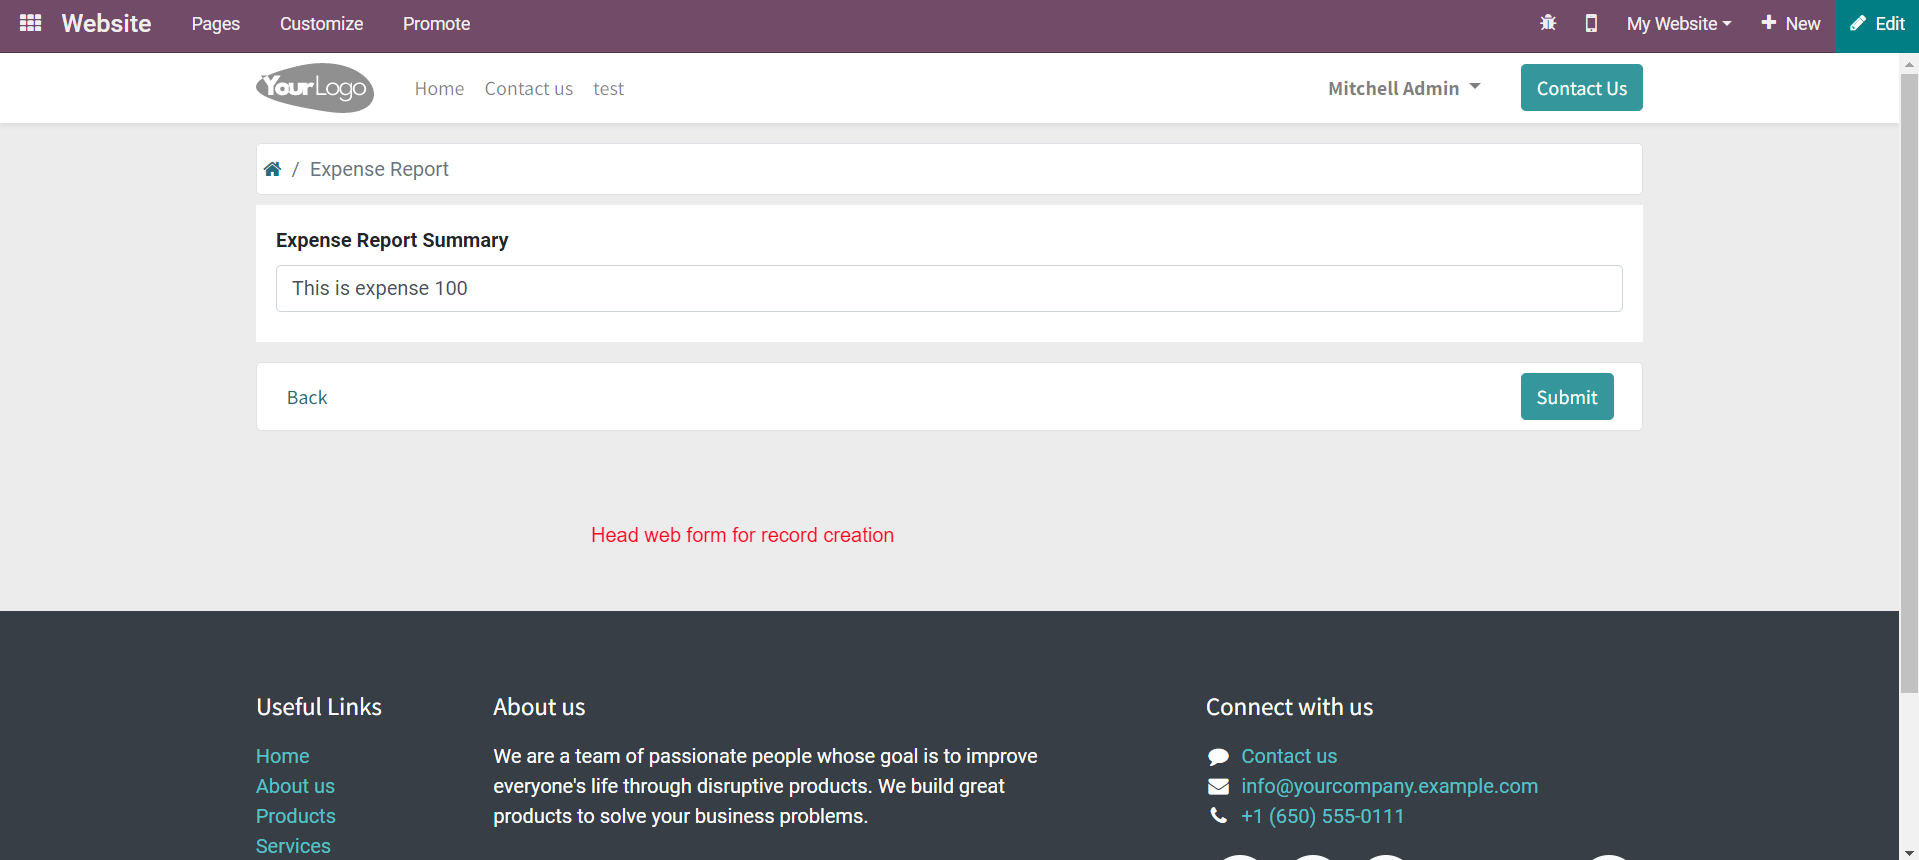 Website Pages Customize Promote My Website New Edit
YourLogo Home Contact us test Mitchell Admin Contact Us
/ Expense Report
Expense Report Summary
This is expense 100
Back Submit
Head web form for record creation
Useful Links
Home
About us
Products
Services
About us
We are a team of passionate people whose goal is to improve
everyone's life through disruptive products. We build great
products to solve your business problems.
Connect with us
Contact us
info@yourcompany.example.com
+1 (650) 555-0111